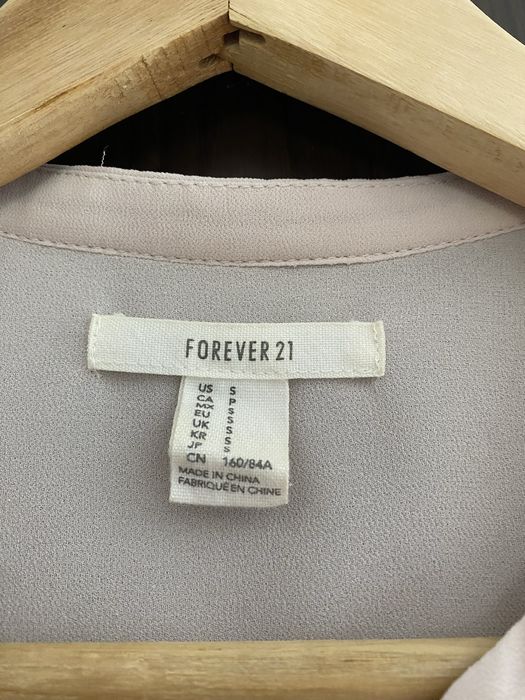 FOREVER 21
US S
CA P
MX S
EU S
UK S
KR S
JP S
CN 160/84A
MADE IN CHINA
FABRIQUÉ EN CHINE